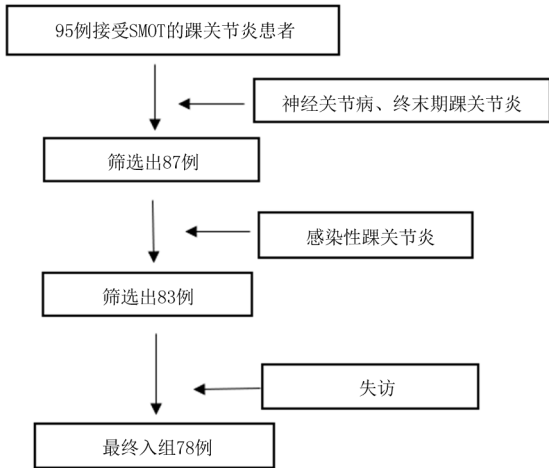 95例接受SMOT的踝关节炎患者
神经关节病、终末期踝关节炎
筛选出87例
感染性踝关节炎
筛选出83例
失访
最终入组78例